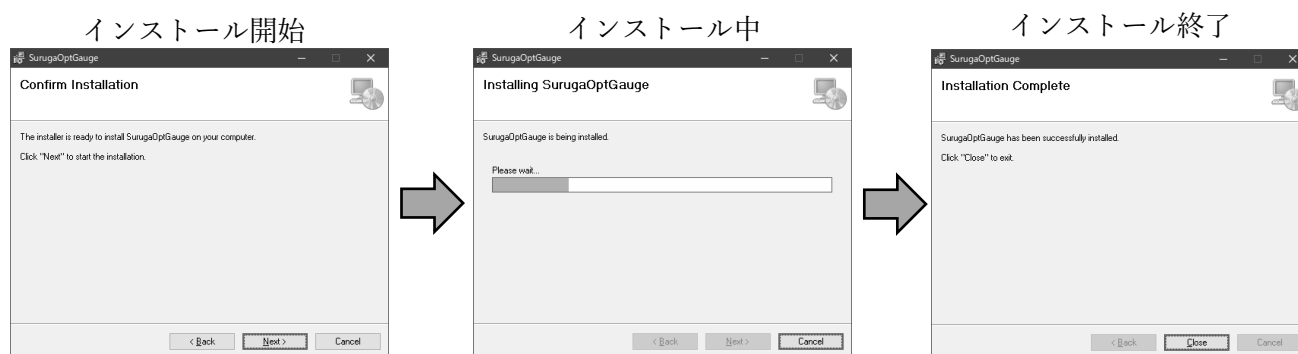 インストール開始
SurugaOptGauge
Confirm Installation
The installer is ready to install SurugaOptGauge on your computer.
Click "Next" to start the installation.
< Back
Next >
Cancel
インストール中
SurugaOptGauge
Installing SurugaOptGauge
SurugaOptGauge is being installed.
Please wait...
< Back
Next >
Cancel
インストール終了
SurugaOptGauge
Installation Complete
SurugaOptGauge has been successfully installed.
Click "Close" to exit.
< Back
Close
Cancel